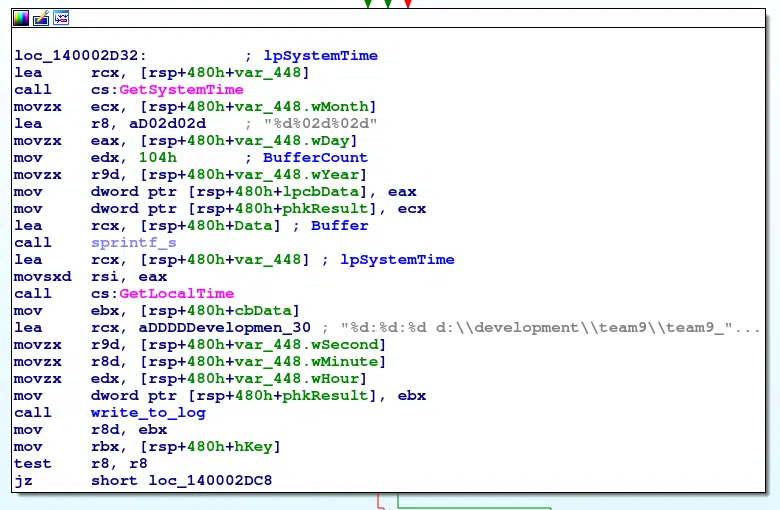 loc_140002D32: ; lpSystemTime
lea rcx, [rsp+480h+var_448]
call cs:GetSystemTime
movzx ecx, [rsp+480h+var_448.wMonth]
lea r8, aD02d02d ; "%d%02d%02d"
movzx eax, [rsp+480h+var_448.wDay]
mov edx, 104h ; BufferCount
movzx r9d, [rsp+480h+var_448.wYear]
mov dword ptr [rsp+480h+lpcbData], eax
mov dword ptr [rsp+480h+phkResult], ecx
lea rcx, [rsp+480h+Data] ; Buffer
call sprintf_s
lea rcx, [rsp+480h+var_448] ; lpSystemTime
movsxd rsi, eax
call cs:GetLocalTime
mov ebx, [rsp+480h+cbData]
lea rcx, aDDDDDevelopmen_30 ; "%d:%d:%d d:\\development\\team9\\team9_"...
movzx r9d, [rsp+480h+var_448.wSecond]
movzx r8d, [rsp+480h+var_448.wMinute]
movzx edx, [rsp+480h+var_448.wHour]
mov dword ptr [rsp+480h+phkResult], ebx
call write_to_log
mov r8d, ebx
mov rbx, [rsp+480h+hKey]
test r8, r8
jz short loc_140002DC8